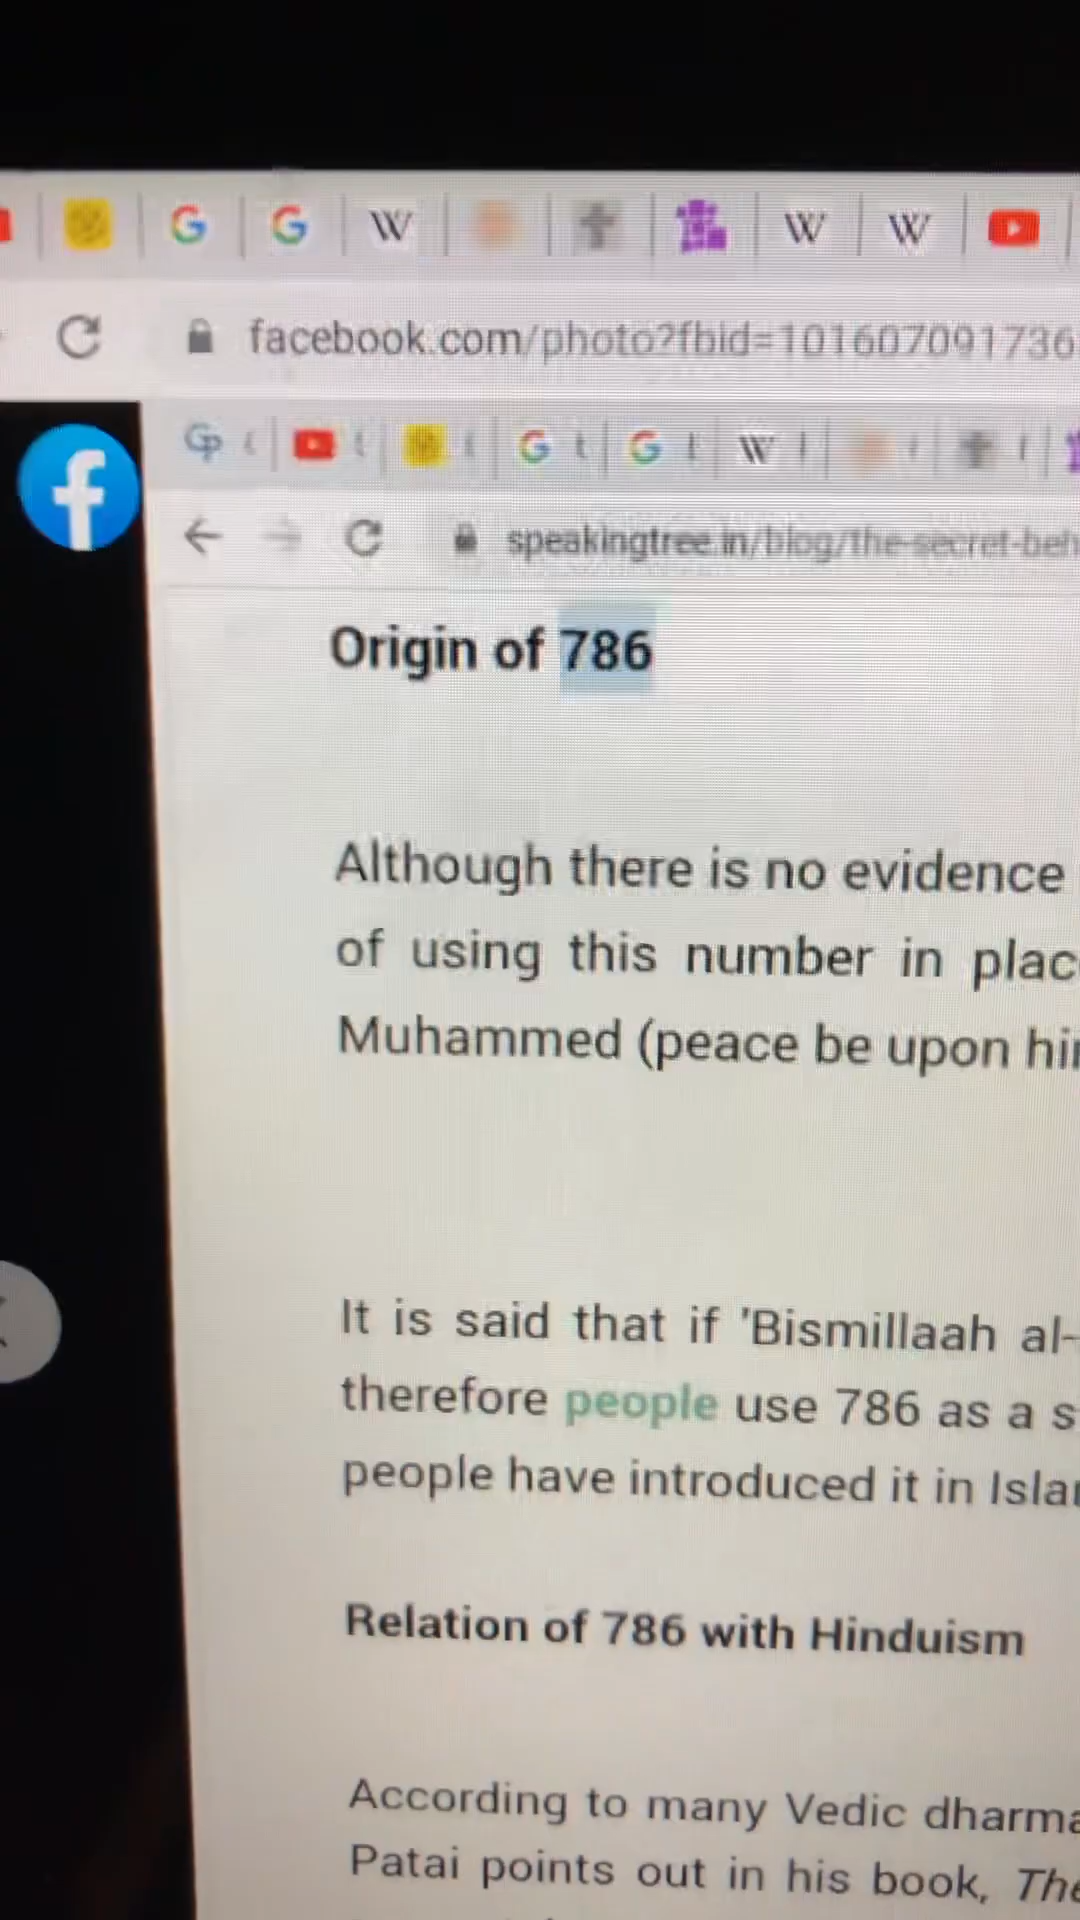 facebook.com/photo?fbid=101607091736
speakingtree.in/blog/the-secret-beh
Origin of 786
Although there is no evidence
of using this number in plac
Muhammed (peace be upon hi
It is said that if 'Bismillaah al-
therefore people use 786 as a s
people have introduced it in Isla
Relation of 786 with Hinduism
According to many Vedic dharma
Patai points out in his book, The